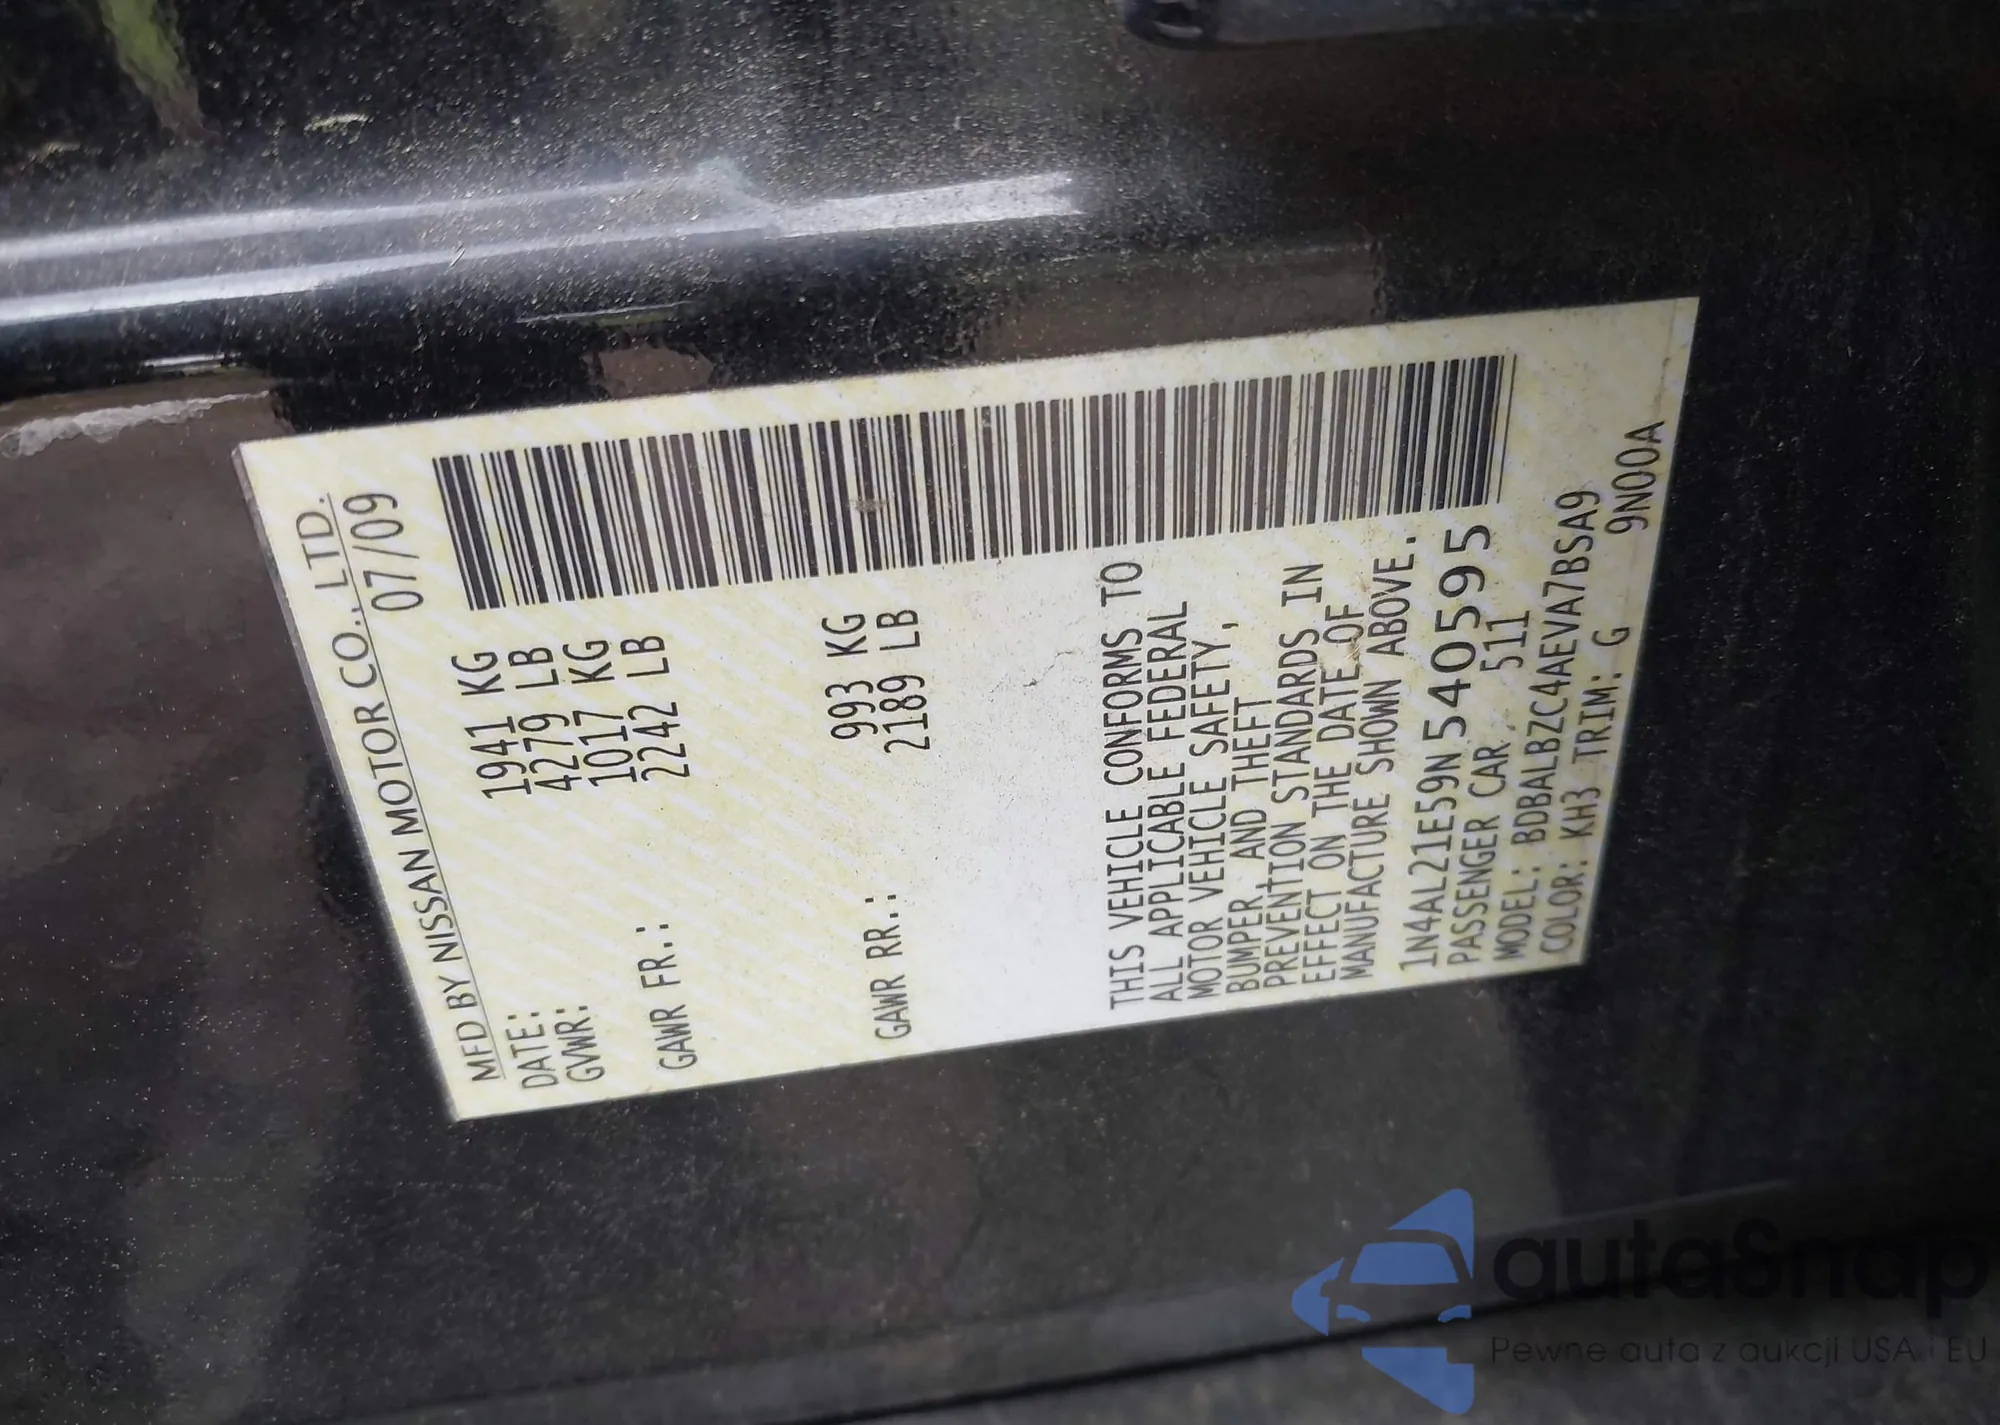 MFD BY NISSAN MOTOR CO., LTD.
DATE: 07/09
GVWR: 1941 KG
4279 LB
GAWR FR.: 1017 KG
2242 LB
GAWR RR.: 993 KG
2189 LB
THIS VEHICLE CONFORMS TO
ALL APPLICABLE FEDERAL
MOTOR VEHICLE SAFETY,
BUMPER, AND THEFT
PREVENTION STANDARDS IN
EFFECT ON THE DATE OF
MANUFACTURE SHOWN ABOVE.
1N4AL21E59N540595
PASSENGER CAR 511
MODEL: BDBALBZC4AEVA7BSA9
COLOR: KH3 TRIM: G 9N00A
autaSnap
Pewne auta z aukcji USA i EU